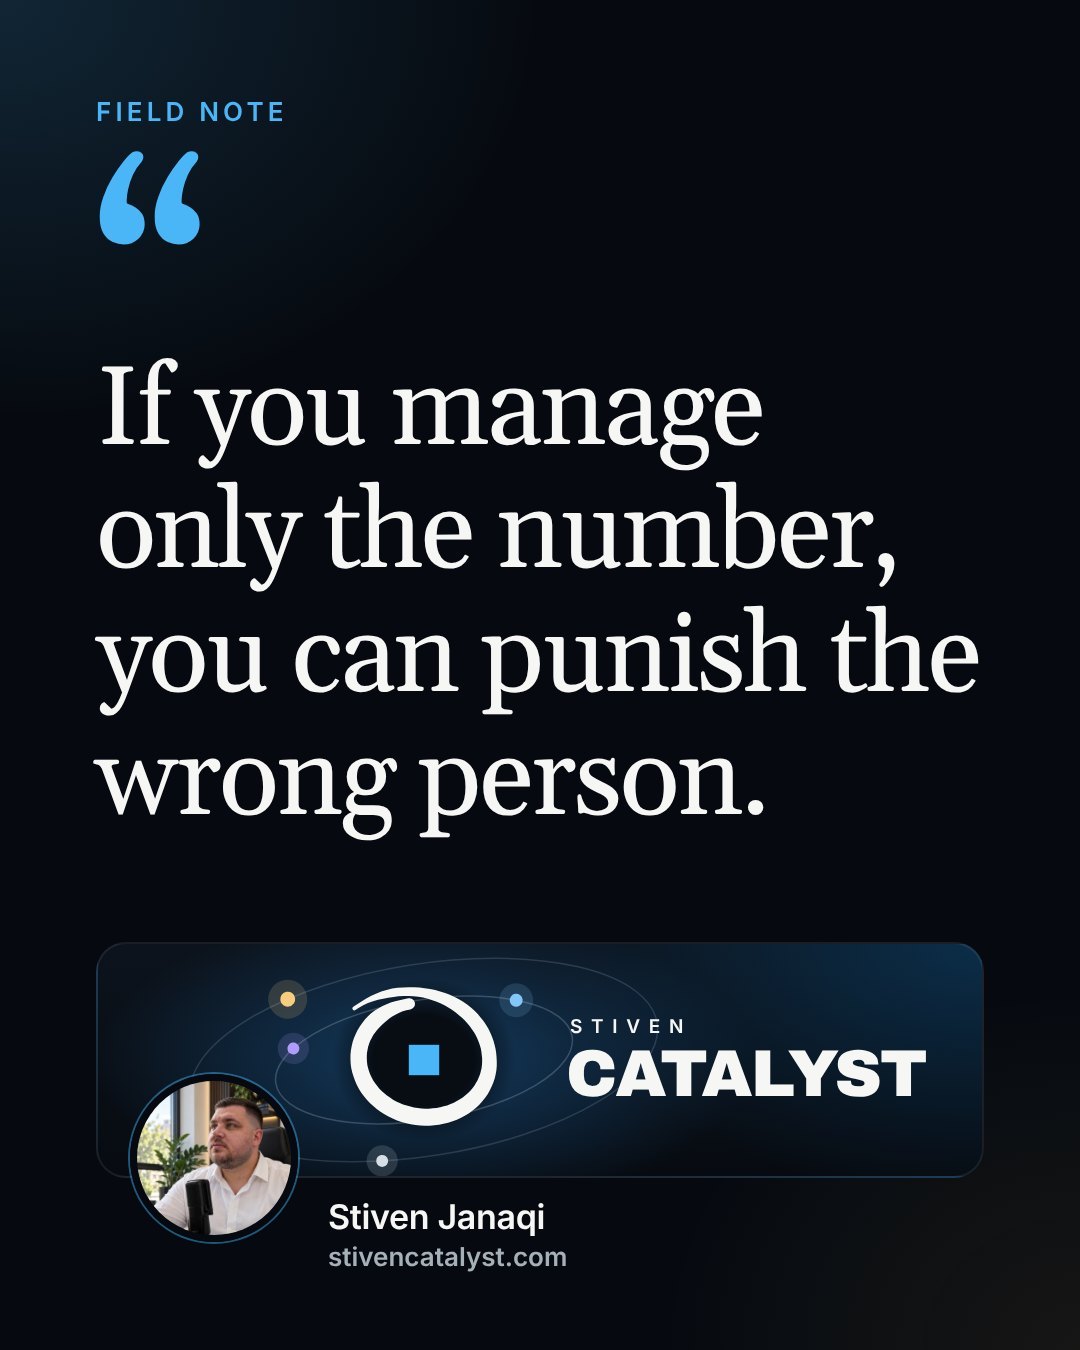 FIELD NOTE
“
If you manage
only the number,
you can punish the
wrong person.
STIVEN
CATALYST
Stiven Janaqi
stivencatalyst.com